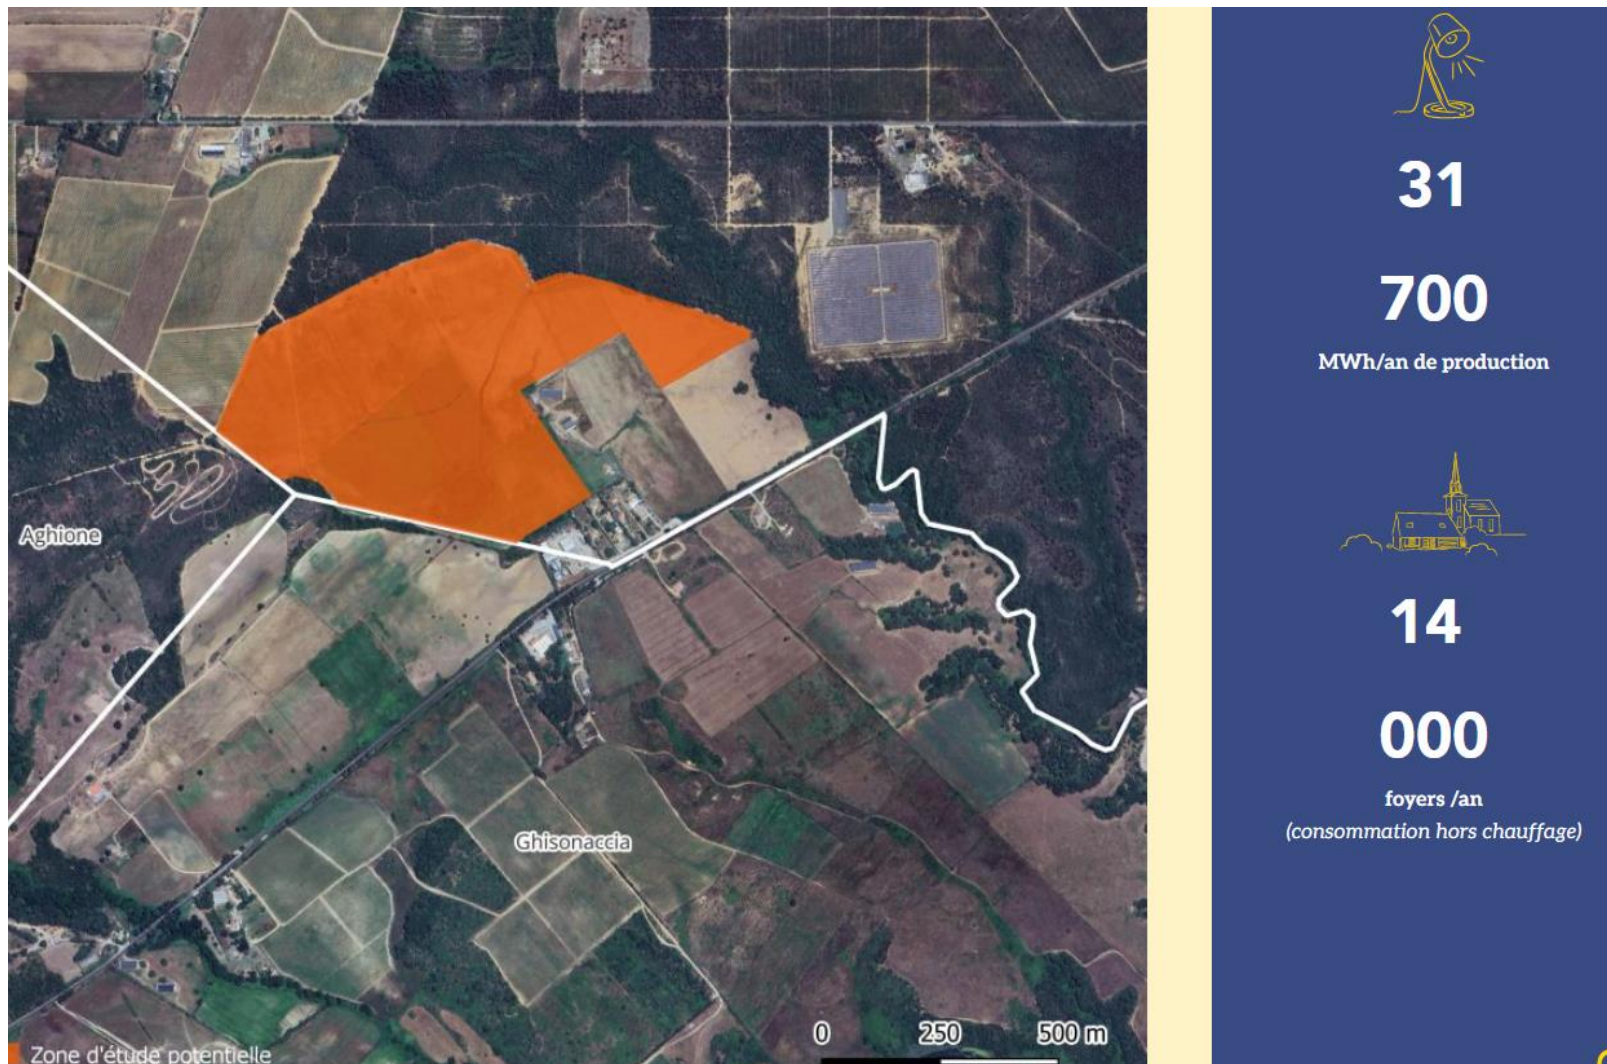 Aghione
Ghisonaccia
0 250 500 m
Zone d'étude potentielle
31
700
MWh/an de production
14
000
foyers /an
(consommation hors chauffage)